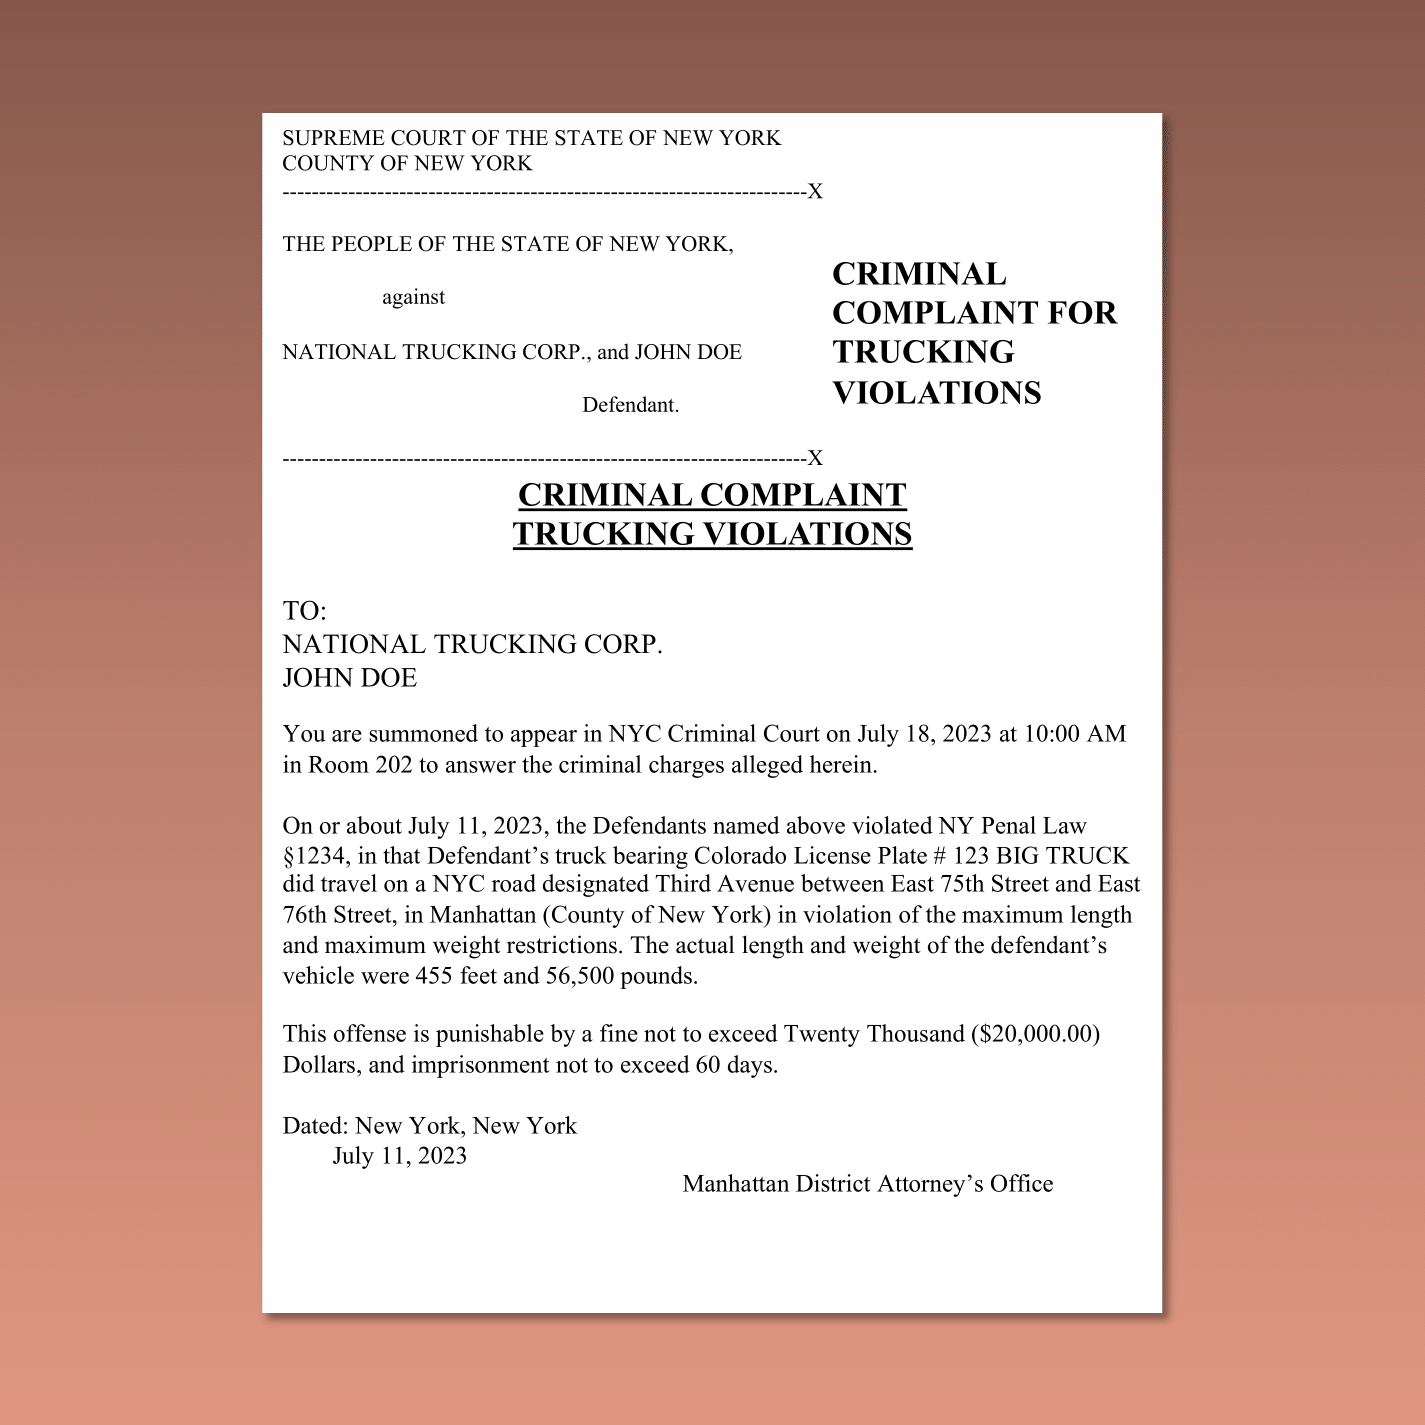 SUPREME COURT OF THE STATE OF NEW YORK
COUNTY OF NEW YORK
------------------------------------------------------------------------X
THE PEOPLE OF THE STATE OF NEW YORK,
against
NATIONAL TRUCKING CORP., and JOHN DOE
Defendant.
------------------------------------------------------------------------X
CRIMINAL
COMPLAINT FOR
TRUCKING
VIOLATIONS
CRIMINAL COMPLAINT
TRUCKING VIOLATIONS
TO:
NATIONAL TRUCKING CORP.
JOHN DOE
You are summoned to appear in NYC Criminal Court on July 18, 2023 at 10:00 AM
in Room 202 to answer the criminal charges alleged herein.
On or about July 11, 2023, the Defendants named above violated NY Penal Law
§1234, in that Defendant’s truck bearing Colorado License Plate # 123 BIG TRUCK
did travel on a NYC road designated Third Avenue between East 75th Street and East
76th Street, in Manhattan (County of New York) in violation of the maximum length
and maximum weight restrictions. The actual length and weight of the defendant’s
vehicle were 455 feet and 56,500 pounds.
This offense is punishable by a fine not to exceed Twenty Thousand ($20,000.00)
Dollars, and imprisonment not to exceed 60 days.
Dated: New York, New York
July 11, 2023
Manhattan District Attorney’s Office